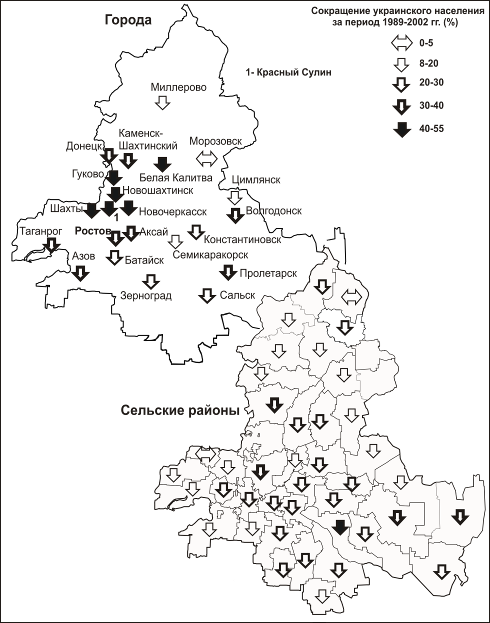 Города
Сокращение украинского населения
за период 1989-2002 гг. (%)
0-5
8-20
20-30
30-40
40-55
1- Красный Сулин
Миллерово
Каменск-
Шахтинский
Донецк
Морозовск
Гуково
Белая Калитва
Новошахтинск
Цимлянск
Шахты
1
Новочеркасск
Волгодонск
Таганрог
Ростов
Аксай
Константиновск
Семикаракорск
Азов
Батайск
Пролетарск
Зерноград
Сальск
Сельские районы